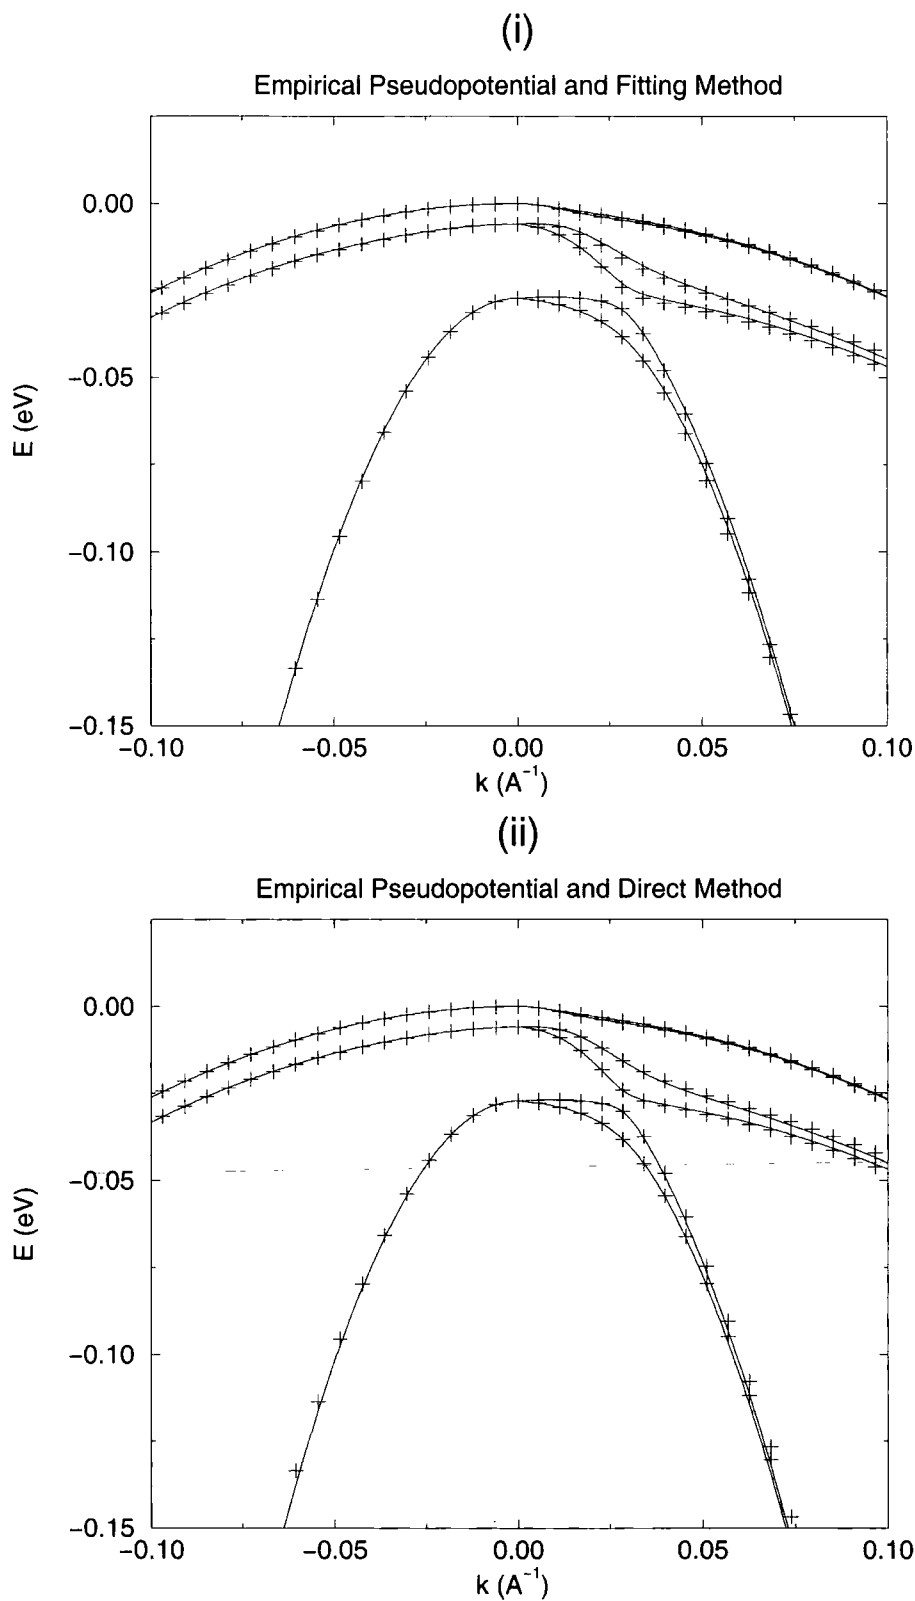 (i)
Empirical Pseudopotential and Fitting Method
0.00
−0.05
−0.10
−0.15
E (eV)
−0.10 −0.05 0.00 0.05 0.10
k (A⁻¹)
(ii)
Empirical Pseudopotential and Direct Method
0.00
−0.05
−0.10
−0.15
E (eV)
−0.10 −0.05 0.00 0.05 0.10
k (A⁻¹)